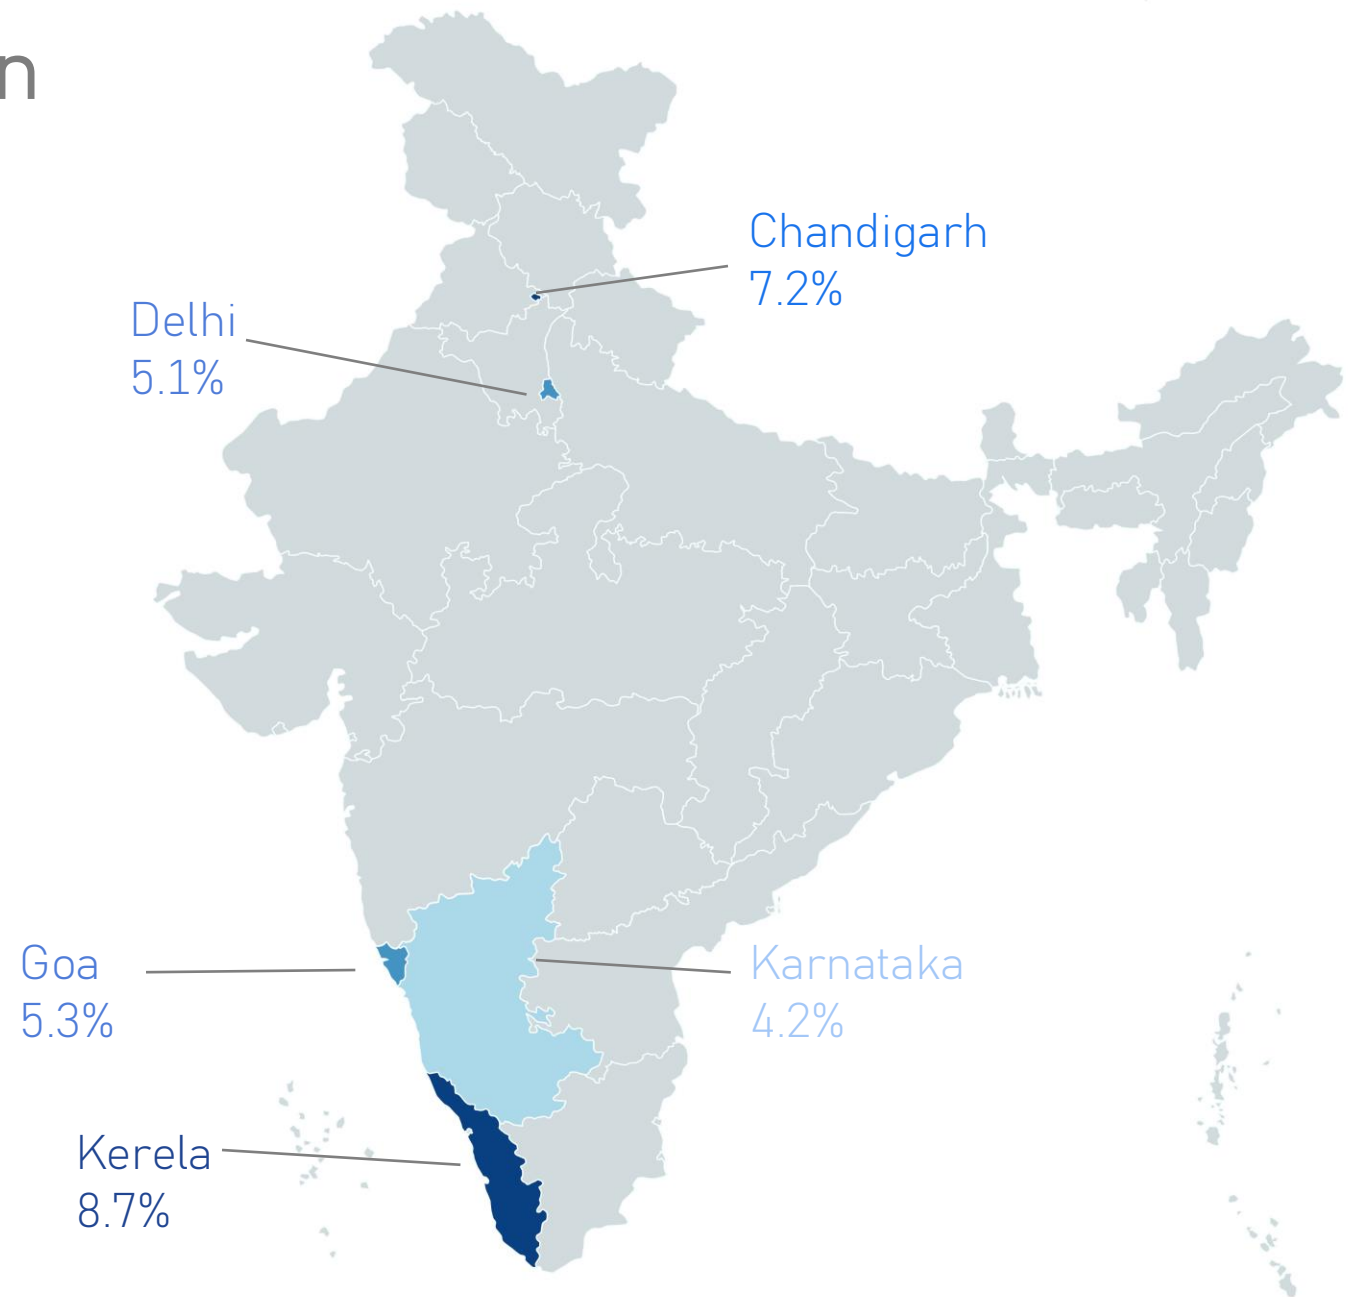 n
Chandigarh
7.2%
Delhi
5.1%
Goa
5.3%
Karnataka
4.2%
Kerela
8.7%